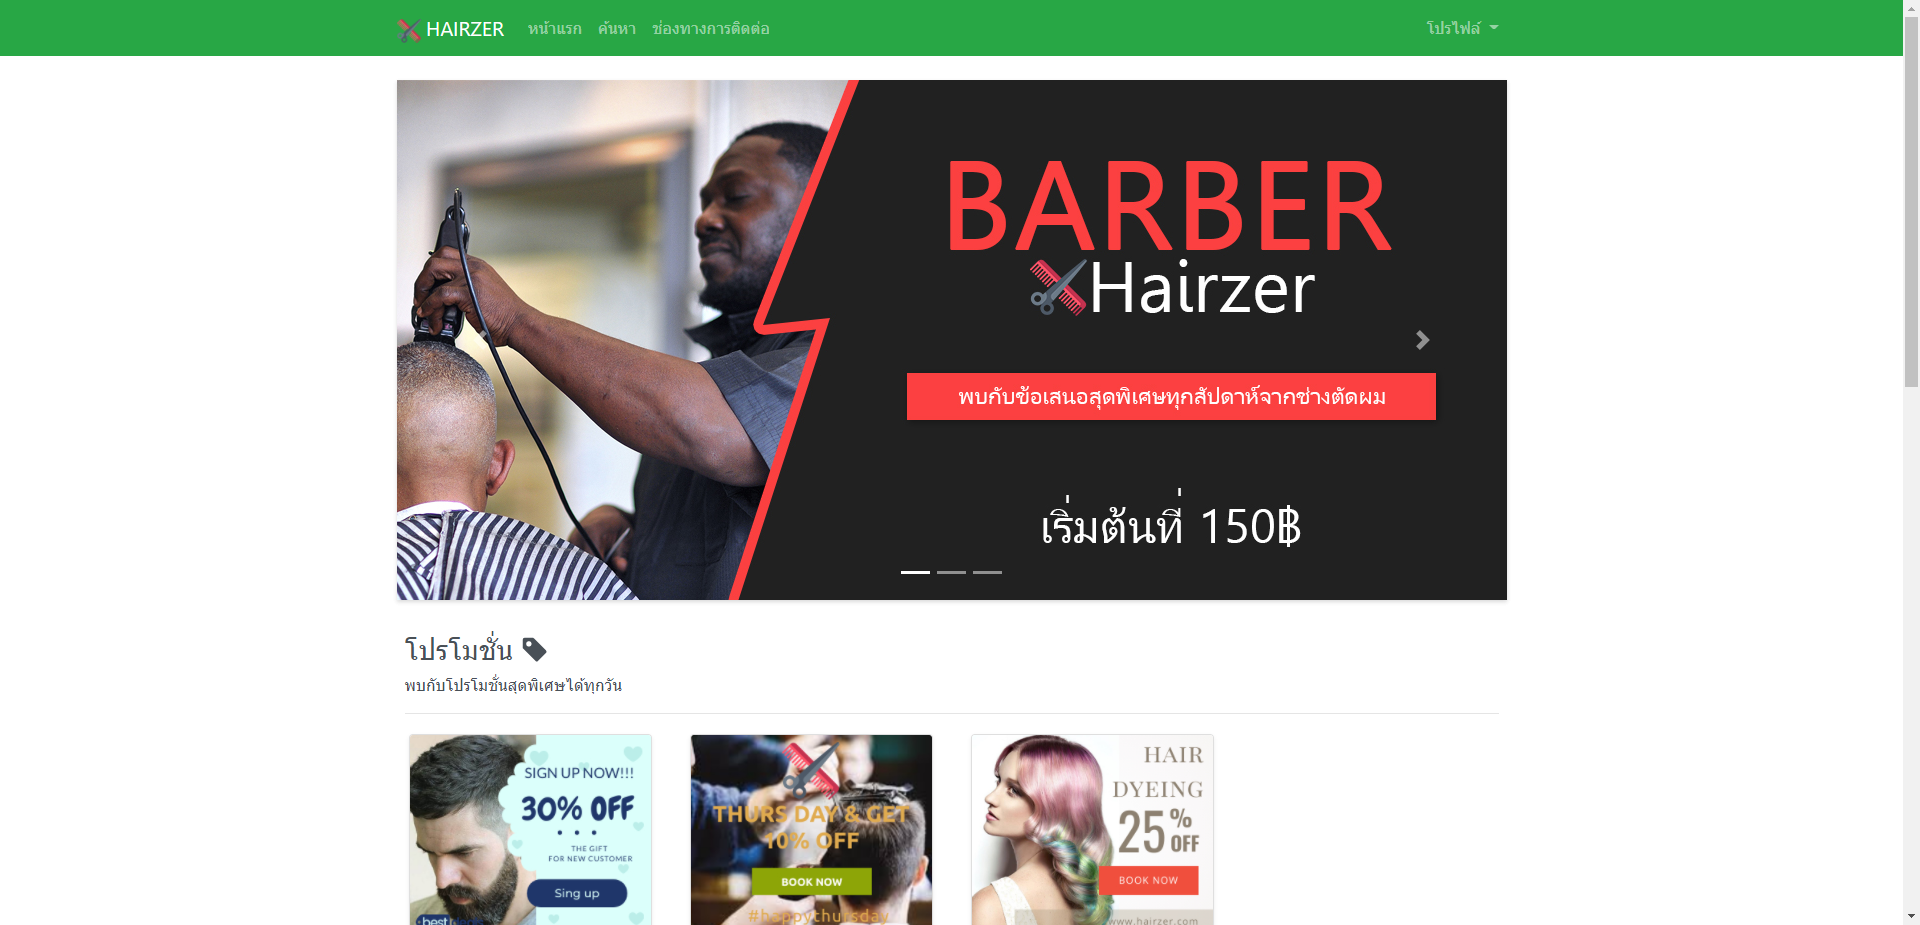 HAIRZER
หน้าแรก
ค้นหา
ช่องทางการติดต่อ
โปรไฟล์
BARBER
Hairzer
พบกับข้อเสนอสุดพิเศษทุกสัปดาห์จากช่างตัดผม
เริ่มต้นที่ 150฿
โปรโมชั่น
พบกับโปรโมชั่นสุดพิเศษได้ทุกวัน
SIGN UP NOW!!!
30% OFF
THE GIFT
FOR NEW CUSTOMER
Sing up
THURS DAY & GET
10% OFF
BOOK NOW
#happythursday
HAIR
DYEING
25% OFF
BOOK NOW
www.hairzer.com